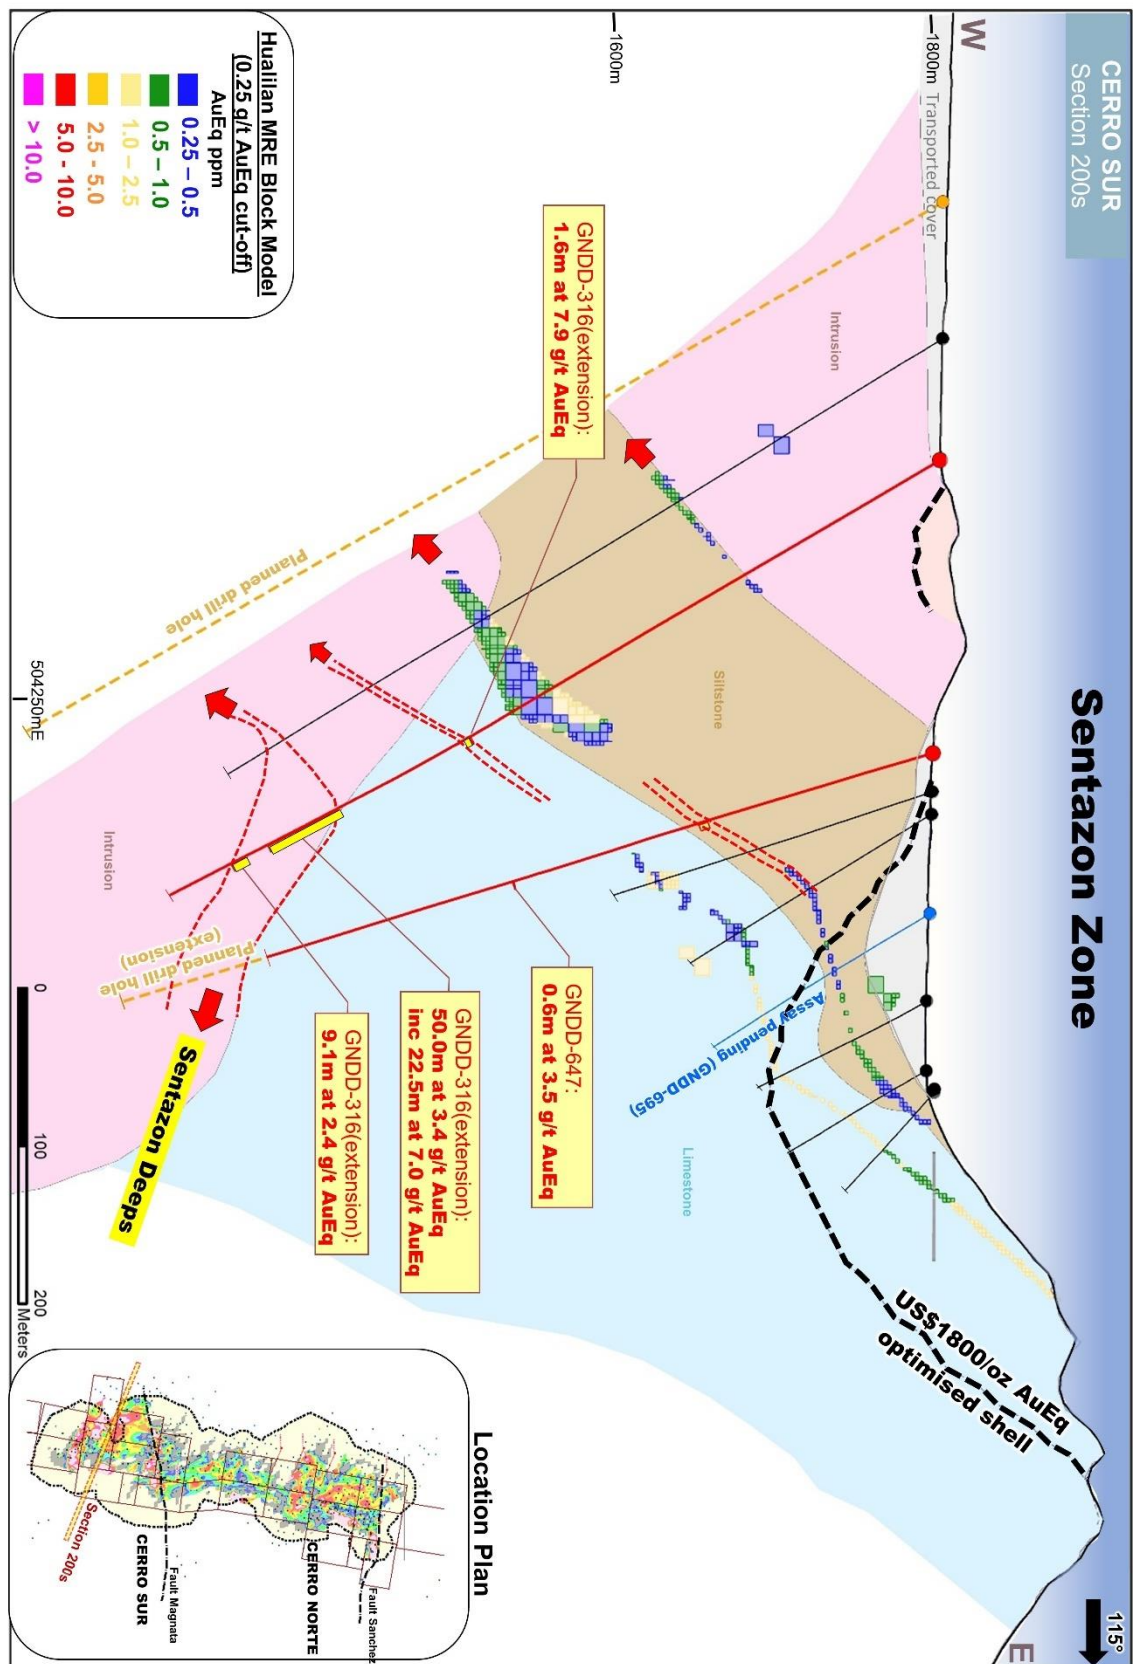 CERRO SUR
Section 200s
Sentazon Zone
115°
W
E
1800m
Transported cover
1600m
Intrusion
Siltstone
Limestone
Intrusion
US$1800/oz AuEq
optimised shell
GNDD-316(extension):
1.6m at 7.9 g/t AuEq
GNDD-647:
0.6m at 3.5 g/t AuEq
GNDD-316(extension):
50.0m at 3.4 g/t AuEq
inc 22.5m at 7.0 g/t AuEq
GNDD-316(extension):
9.1m at 2.4 g/t AuEq
Assay pending (GNDD-695)
Planned drill hole
Planned drill hole
(extension)
Sentazon Deeps
504250mE
Hualilan MRE Block Model
(0.25 g/t AuEq cut-off)
AuEq ppm
0.25 – 0.5
0.5 – 1.0
1.0 – 2.5
2.5 - 5.0
5.0 - 10.0
> 10.0
0
100
200
Meters
Location Plan
Fault Sanchez
CERRO NORTE
Fault Magnata
CERRO SUR
Section 200s